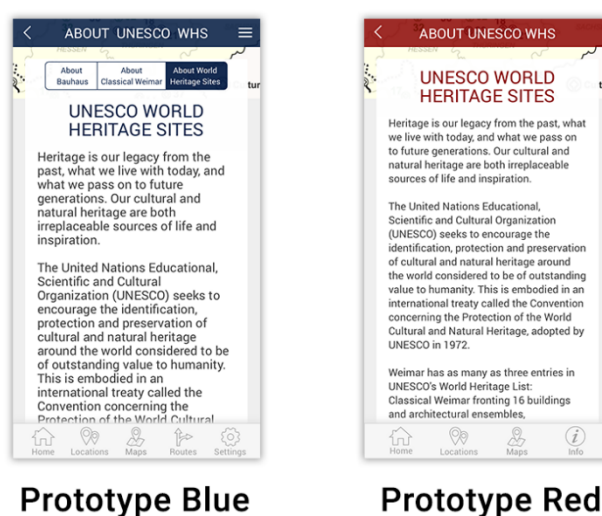 ABOUT UNESCO WHS
About Bauhaus
About Classical Weimar
About World Heritage Sites
UNESCO WORLD
HERITAGE SITES
Heritage is our legacy from the
past, what we live with today, and
what we pass on to future
generations. Our cultural and
natural heritage are both
irreplaceable sources of life and
inspiration.
The United Nations Educational,
Scientific and Cultural
Organization (UNESCO) seeks to
encourage the identification,
protection and preservation of
cultural and natural heritage
around the world considered to be
of outstanding value to humanity.
This is embodied in an
international treaty called the
Convention concerning the
Protection of the World Cultural
Home Locations Maps Routes Settings
Prototype Blue
ABOUT UNESCO WHS
UNESCO WORLD
HERITAGE SITES
Heritage is our legacy from the past, what
we live with today, and what we pass on
to future generations. Our cultural and
natural heritage are both irreplaceable
sources of life and inspiration.
The United Nations Educational,
Scientific and Cultural Organization
(UNESCO) seeks to encourage the
identification, protection and preservation
of cultural and natural heritage around
the world considered to be of outstanding
value to humanity. This is embodied in an
international treaty called the Convention
concerning the Protection of the World
Cultural and Natural Heritage, adopted by
UNESCO in 1972.
Weimar has as many as three entries in
UNESCO's World Heritage List:
Classical Weimar fronting 16 buildings
and architectural ensembles,
Home Locations Maps Info
Prototype Red